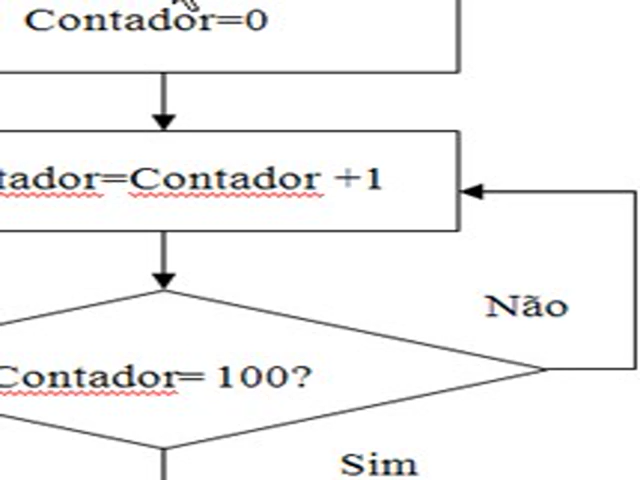 Contador=0
tador=Contador +1
Não
Contador= 100?
Sim